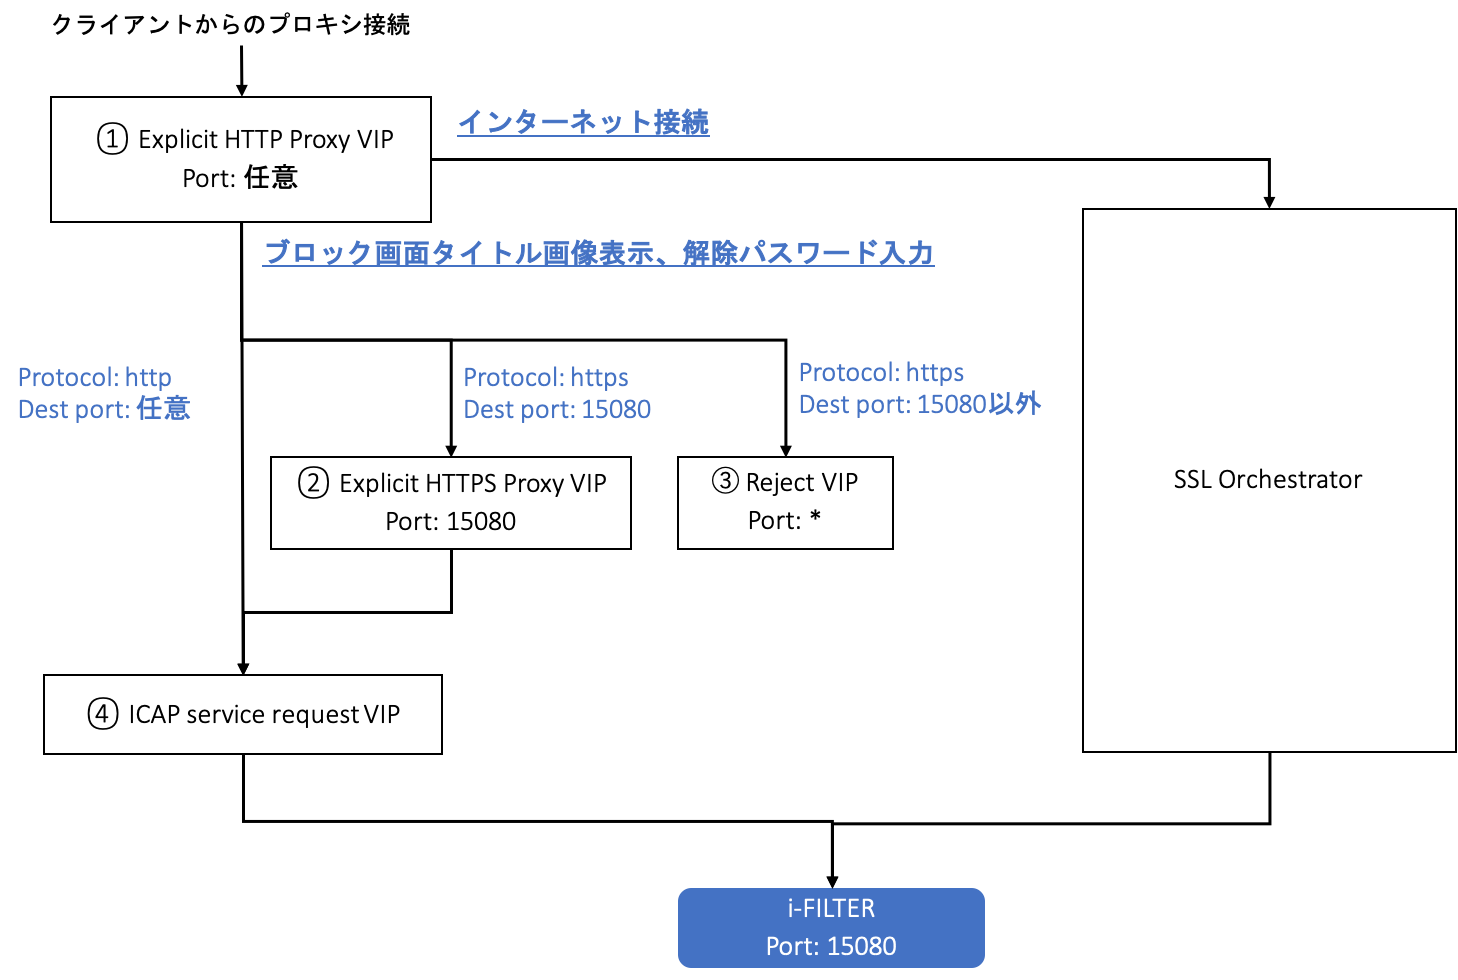 クライアントからのプロキシ接続
① Explicit HTTP Proxy VIP
Port: 任意
インターネット接続
ブロック画面タイトル画像表示、解除パスワード入力
Protocol: http
Dest port: 任意
Protocol: https
Dest port: 15080
Protocol: https
Dest port: 15080以外
② Explicit HTTPS Proxy VIP
Port: 15080
③ Reject VIP
Port: *
SSL Orchestrator
④ ICAP service request VIP
i-FILTER
Port: 15080